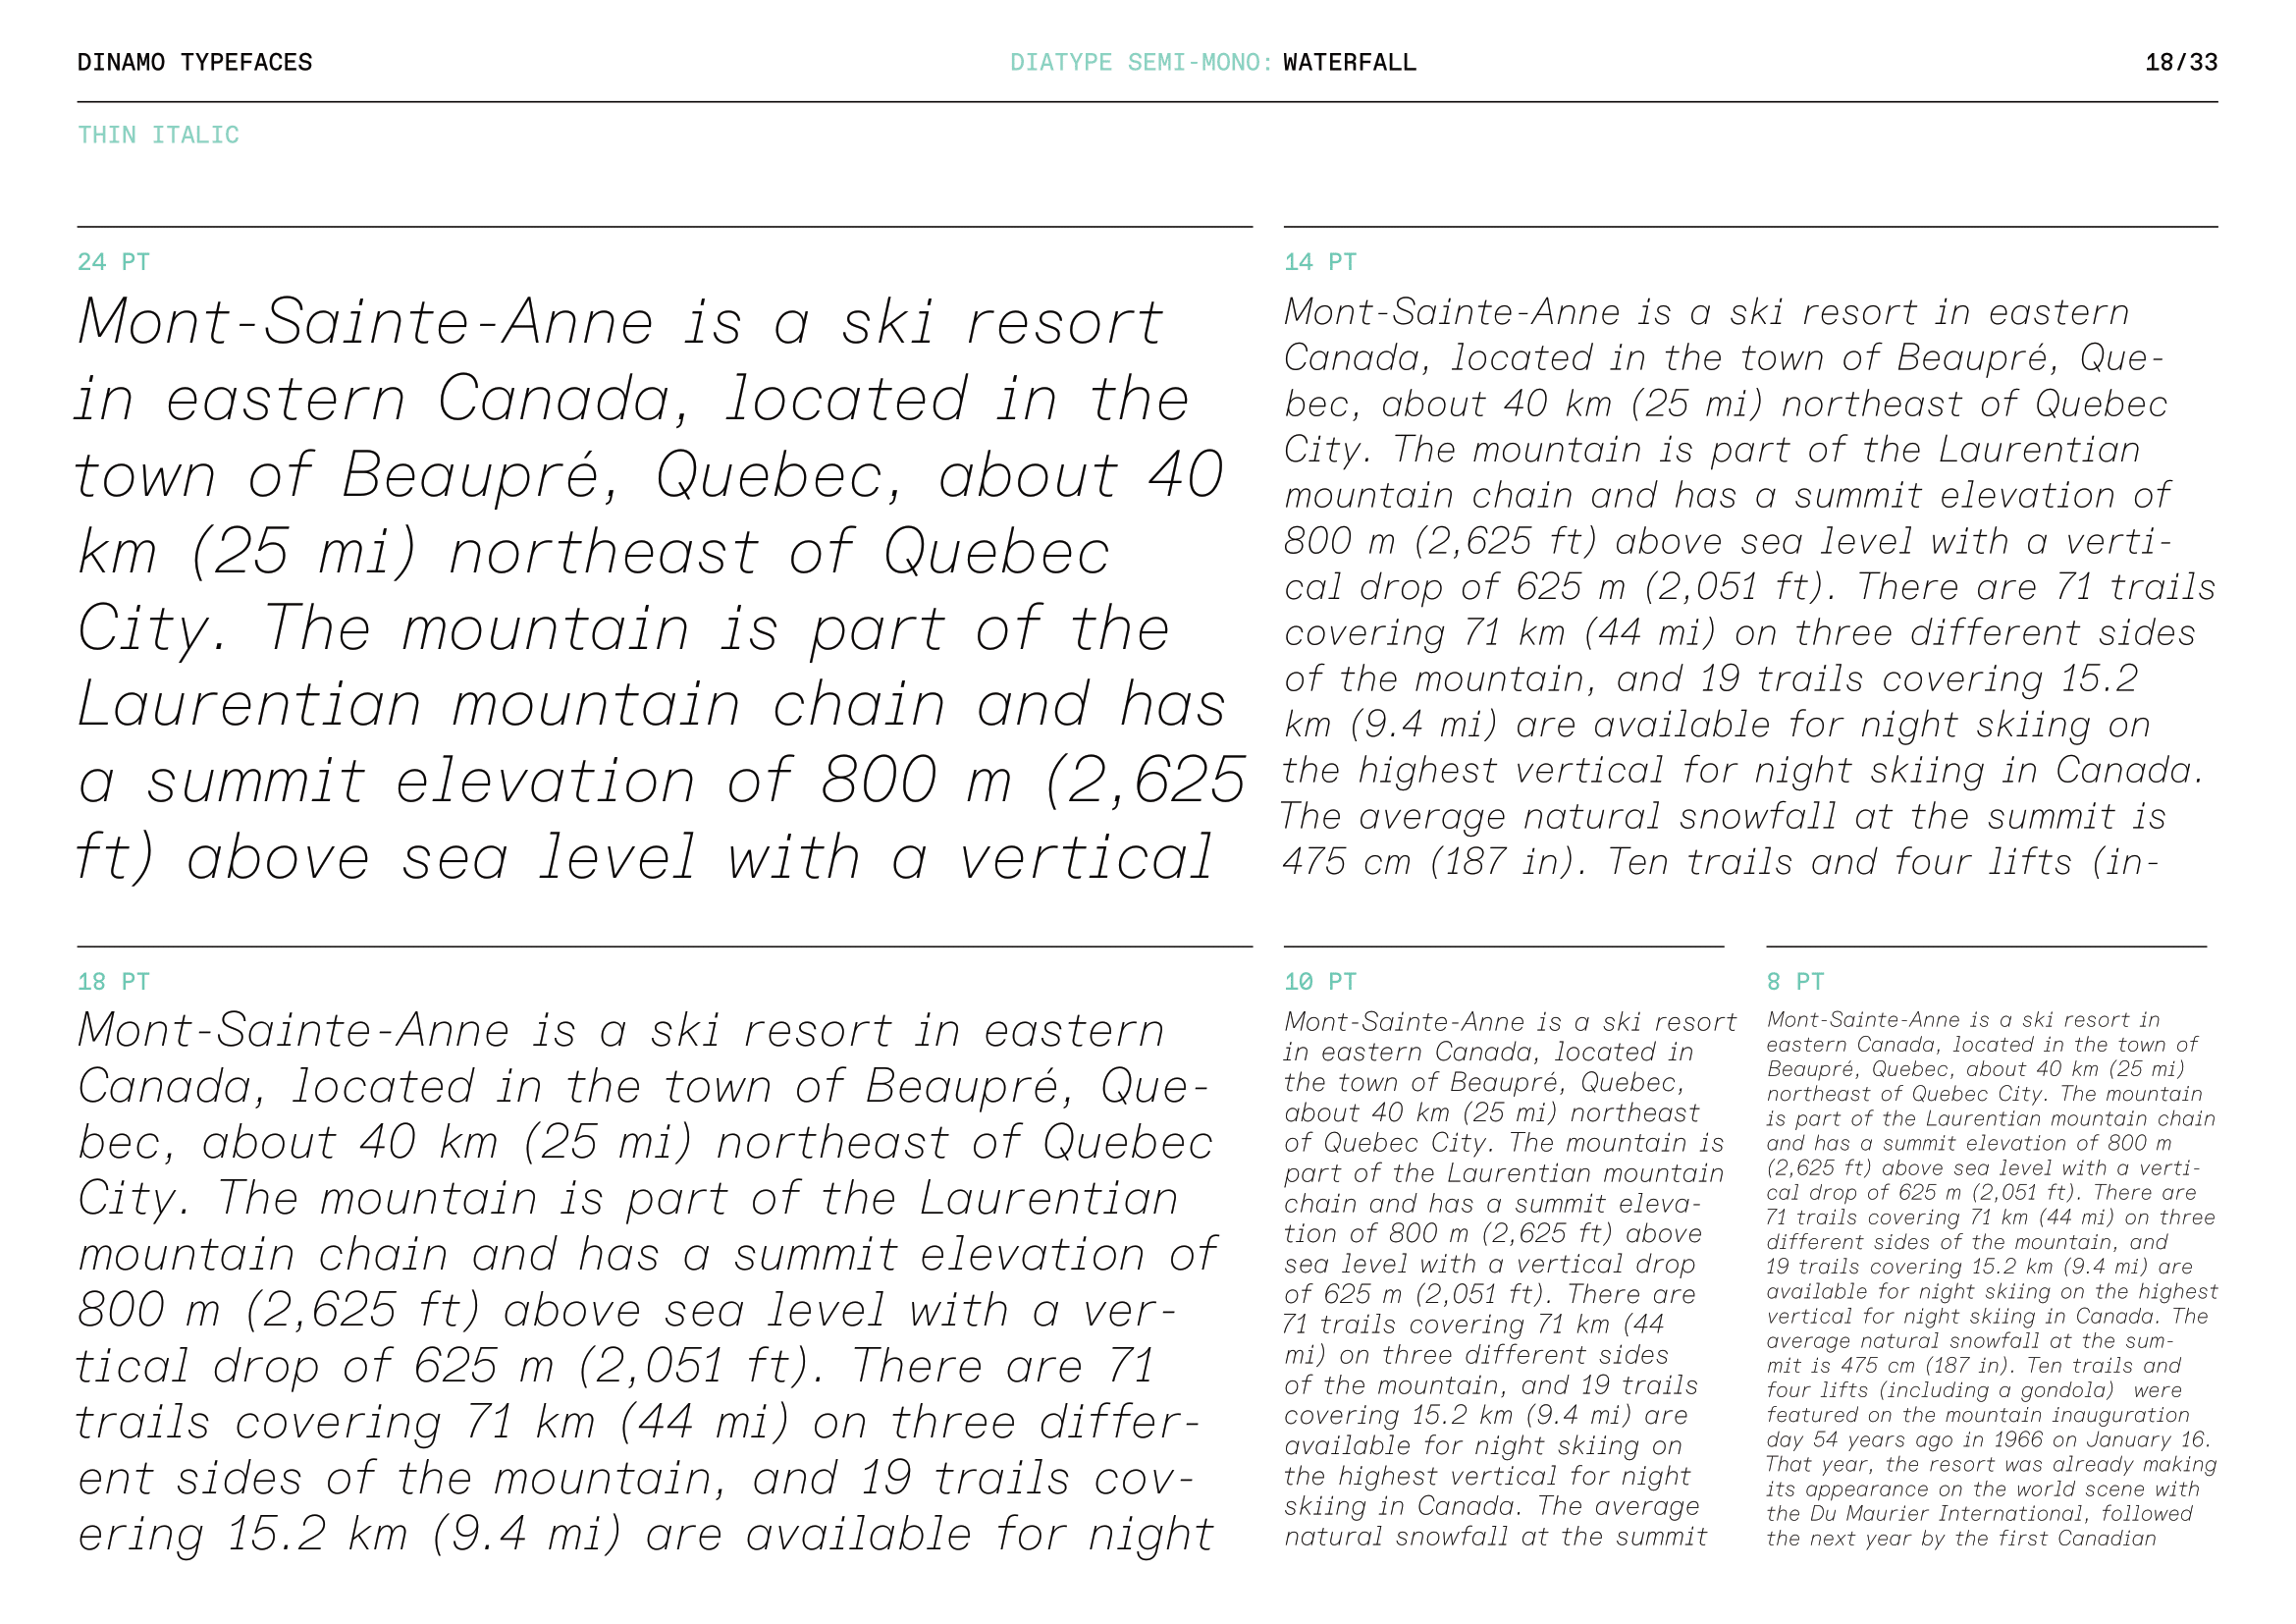 DINAMO TYPEFACES
DIATYPE SEMI-MONO: WATERFALL
18/33
THIN ITALIC
24 PT
Mont-Sainte-Anne is a ski resort
in eastern Canada, located in the
town of Beaupré, Quebec, about 40
km (25 mi) northeast of Quebec
City. The mountain is part of the
Laurentian mountain chain and has
a summit elevation of 800 m (2,625
ft) above sea level with a vertical
14 PT
Mont-Sainte-Anne is a ski resort in eastern
Canada, located in the town of Beaupré, Que-
bec, about 40 km (25 mi) northeast of Quebec
City. The mountain is part of the Laurentian
mountain chain and has a summit elevation of
800 m (2,625 ft) above sea level with a verti-
cal drop of 625 m (2,051 ft). There are 71 trails
covering 71 km (44 mi) on three different sides
of the mountain, and 19 trails covering 15.2
km (9.4 mi) are available for night skiing on
the highest vertical for night skiing in Canada.
The average natural snowfall at the summit is
475 cm (187 in). Ten trails and four lifts (in-
18 PT
Mont-Sainte-Anne is a ski resort in eastern
Canada, located in the town of Beaupré, Que-
bec, about 40 km (25 mi) northeast of Quebec
City. The mountain is part of the Laurentian
mountain chain and has a summit elevation of
800 m (2,625 ft) above sea level with a ver-
tical drop of 625 m (2,051 ft). There are 71
trails covering 71 km (44 mi) on three differ-
ent sides of the mountain, and 19 trails cov-
ering 15.2 km (9.4 mi) are available for night
10 PT
Mont-Sainte-Anne is a ski resort
in eastern Canada, located in
the town of Beaupré, Quebec,
about 40 km (25 mi) northeast
of Quebec City. The mountain is
part of the Laurentian mountain
chain and has a summit eleva-
tion of 800 m (2,625 ft) above
sea level with a vertical drop
of 625 m (2,051 ft). There are
71 trails covering 71 km (44
mi) on three different sides
of the mountain, and 19 trails
covering 15.2 km (9.4 mi) are
available for night skiing on
the highest vertical for night
skiing in Canada. The average
natural snowfall at the summit
8 PT
Mont-Sainte-Anne is a ski resort in
eastern Canada, located in the town of
Beaupré, Quebec, about 40 km (25 mi)
northeast of Quebec City. The mountain
is part of the Laurentian mountain chain
and has a summit elevation of 800 m
(2,625 ft) above sea level with a verti-
cal drop of 625 m (2,051 ft). There are
71 trails covering 71 km (44 mi) on three
different sides of the mountain, and
19 trails covering 15.2 km (9.4 mi) are
available for night skiing on the highest
vertical for night skiing in Canada. The
average natural snowfall at the sum-
mit is 475 cm (187 in). Ten trails and
four lifts (including a gondola)  were
featured on the mountain inauguration
day 54 years ago in 1966 on January 16.
That year, the resort was already making
its appearance on the world scene with
the Du Maurier International, followed
the next year by the first Canadian